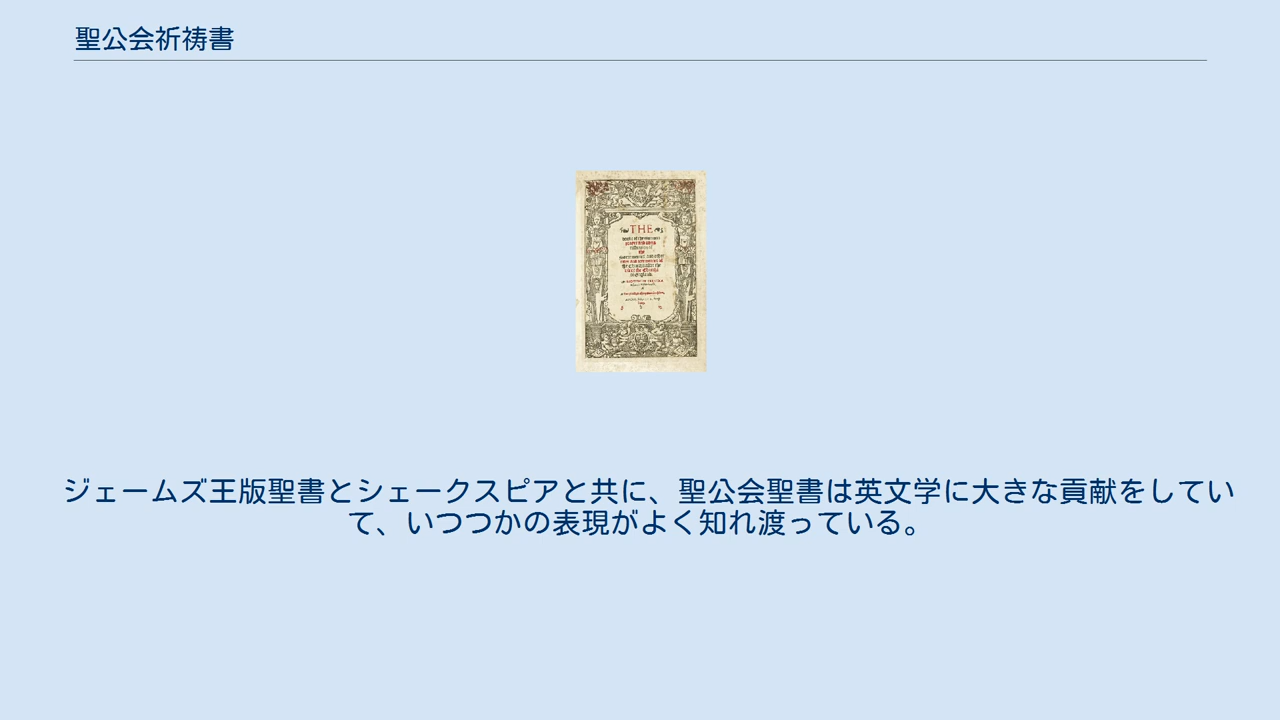 聖公会祈祷書
THE
ジェームズ王版聖書とシェークスピアと共に、聖公会聖書は英文学に大きな貢献をしてい
て、いつつかの表現がよく知れ渡っている。